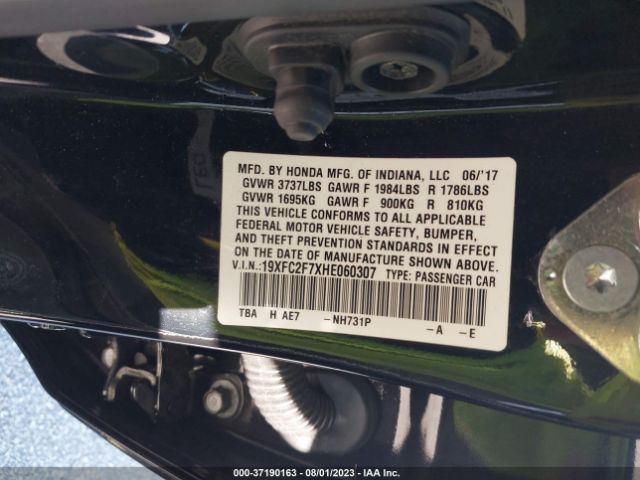 MFD. BY HONDA MFG. OF INDIANA, LLC 06/'17
GVWR 3737LBS GAWR F 1984LBS R 1786LBS
GVWR 1695KG GAWR F 900KG R 810KG
THIS VEHICLE CONFORMS TO ALL APPLICABLE
FEDERAL MOTOR VEHICLE SAFETY, BUMPER,
AND THEFT PREVENTION STANDARDS IN EFFECT
ON THE DATE OF MANUFACTURE SHOWN ABOVE.
V.I.N.:19XFC2F7XHE060307 TYPE: PASSENGER CAR
TBA H AE7 -NH731P -A -E
000-37190163 - 08/01/2023 - IAA Inc.